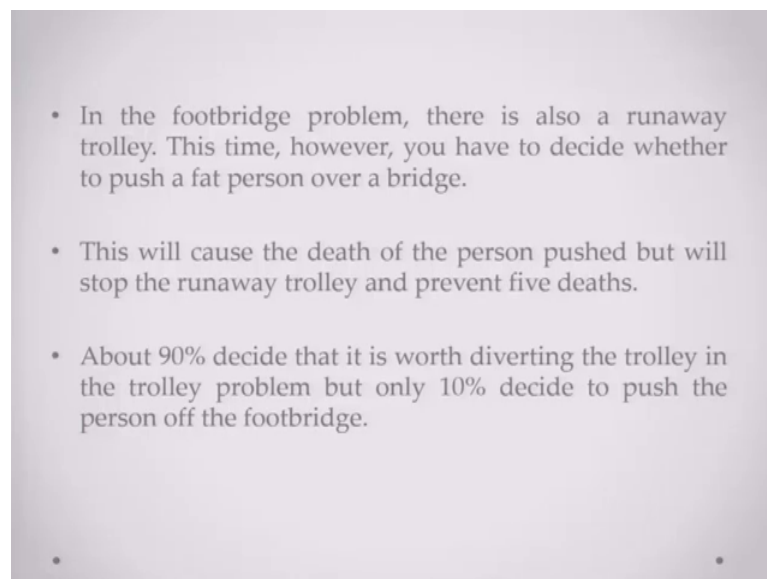 • In the footbridge problem, there is also a runaway
trolley. This time, however, you have to decide whether
to push a fat person over a bridge.
• This will cause the death of the person pushed but will
stop the runaway trolley and prevent five deaths.
• About 90% decide that it is worth diverting the trolley in
the trolley problem but only 10% decide to push the
person off the footbridge.